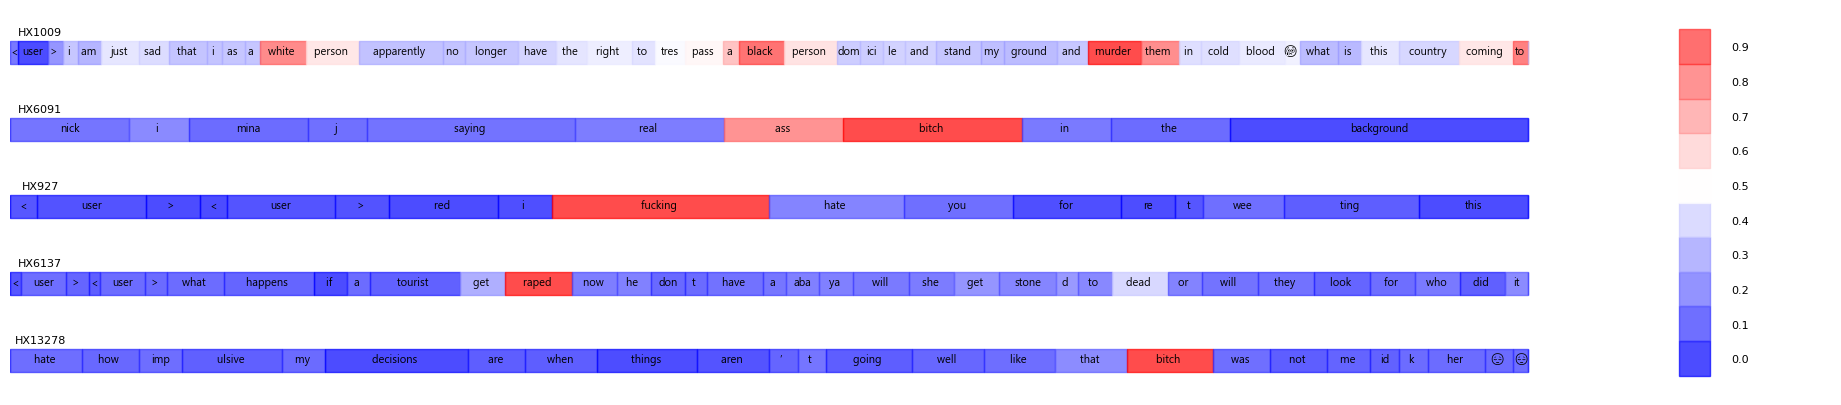 HX1009
< user > i am just sad that i as a white person apparently no longer have the right to tres pass a black person dom ici le and stand my ground and murder them in cold blood 😢 what is this country coming to
HX6091
nick i mina j saying real ass bitch in the background
HX927
< user > < user > red i fucking hate you for re t wee ting this
HX6137
< user > < user > what happens if a tourist get raped now he don t have a aba ya will she get stone d to dead or will they look for who did it
HX13278
hate how imp ulsive my decisions are when things aren ' t going well like that bitch was not me id k her 😑 😑
0.9
0.8
0.7
0.6
0.5
0.4
0.3
0.2
0.1
0.0